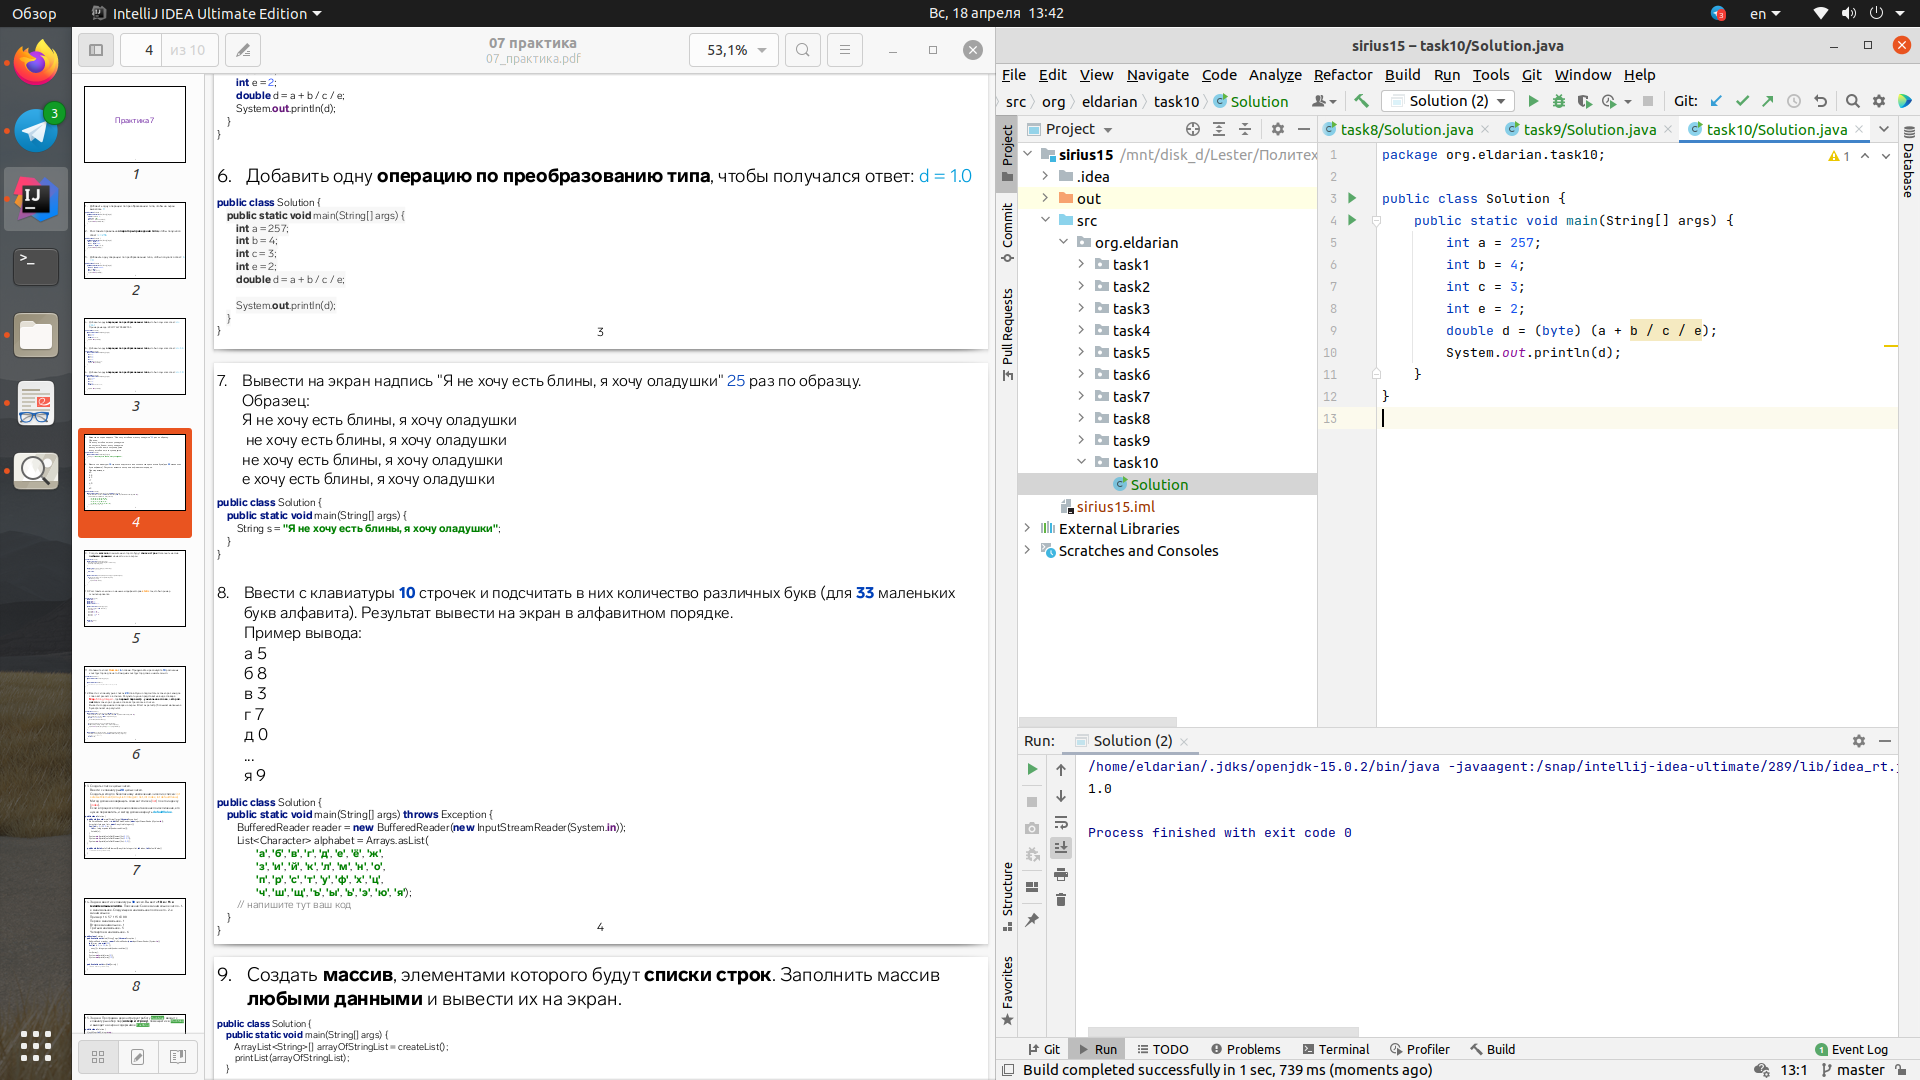 Обзор
IntelliJ IDEA Ultimate Edition
Вс, 18 апреля 13:42
en
3
4
из 10
07 практика
07_практика.pdf
53,1%
Практика 7
1
2
3
4
5
6
7
8
int e = 2;
double d = a + b / c / e;
System.out.println(d);
}
}
6. Добавить одну операцию по преобразованию типа, чтобы получался ответ: d = 1.0
public class Solution {
public static void main(String[] args) {
int a = 257;
int b = 4;
int c = 3;
int e = 2;
double d = a + b / c / e;
System.out.println(d);
}
}
3
7. Вывести на экран надпись "Я не хочу есть блины, я хочу оладушки" 25 раз по образцу.
Образец:
Я не хочу есть блины, я хочу оладушки
не хочу есть блины, я хочу оладушки
не хочу есть блины, я хочу оладушки
е хочу есть блины, я хочу оладушки
public class Solution {
public static void main(String[] args) {
String s = "Я не хочу есть блины, я хочу оладушки";
}
}
8. Ввести с клавиатуры 10 строчек и подсчитать в них количество различных букв (для 33 маленьких
букв алфавита). Результат вывести на экран в алфавитном порядке.
Пример вывода:
а 5
б 8
в 3
г 7
д 0
...
я 9
public class Solution {
public static void main(String[] args) throws Exception {
BufferedReader reader = new BufferedReader(new InputStreamReader(System.in));
List<Character> alphabet = Arrays.asList(
'а', 'б', 'в', 'г', 'д', 'е', 'ё', 'ж',
'з', 'и', 'й', 'к', 'л', 'м', 'н', 'о',
'п', 'р', 'с', 'т', 'у', 'ф', 'х', 'ц',
'ч', 'ш', 'щ', 'ъ', 'ы', 'ь', 'э', 'ю', 'я');
// напишите тут ваш код
}
}
4
9. Создать массив, элементами которого будут списки строк. Заполнить массив
любыми данными и вывести их на экран.
public class Solution {
public static void main(String[] args) {
ArrayList<String>[] arrayOfStringList = createList();
printList(arrayOfStringList);
}
sirius15 – task10/Solution.java
File Edit View Navigate Code Analyze Refactor Build Run Tools Git Window Help
src org eldarian task10 Solution
Solution (2)
Git:
Project
task8/Solution.java
task9/Solution.java
task10/Solution.java
Project
Commit
Pull Requests
Structure
Favorites
Database
sirius15 /mnt/disk_d/Lester/Политех
.idea
out
src
org.eldarian
task1
task2
task3
task4
task5
task6
task7
task8
task9
task10
Solution
sirius15.iml
External Libraries
Scratches and Consoles
1 package org.eldarian.task10;
1
2
3 public class Solution {
4 public static void main(String[] args) {
5 int a = 257;
6 int b = 4;
7 int c = 3;
8 int e = 2;
9 double d = (byte) (a + b / c / e);
10 System.out.println(d);
11 }
12 }
13
Run: Solution (2)
/home/eldarian/.jdks/openjdk-15.0.2/bin/java -javaagent:/snap/intellij-idea-ultimate/289/lib/idea_rt.j
1.0
Process finished with exit code 0
Git Run TODO Problems Terminal Profiler Build
1 Event Log
Build completed successfully in 1 sec, 739 ms (moments ago)
13:1 master